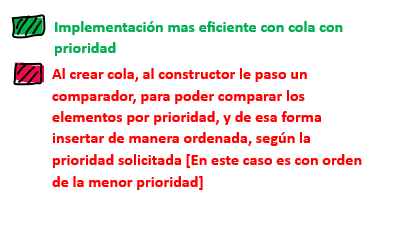 Implementación mas eficiente con cola con
prioridad
Al crear cola, al constructor le paso un
comparador, para poder comparar los
elementos por prioridad, y de esa forma
insertar de manera ordenada, según la
prioridad solicitada [En este caso es con orden
de la menor prioridad]